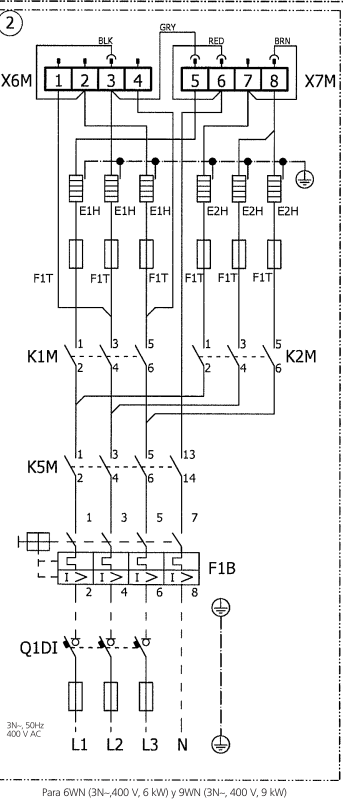 2
GRY
BLK RED BRN
X6M 1 2 3 4 5 6 7 8 X7M
E1H E1H E1H E2H E2H E2H
F1T F1T F1T F1T F1T F1T
1 3 5 1 3 5
K1M K2M
2 4 6 2 4 6
1 3 5 13
K5M
2 4 6 14
1 3 5 7
F1B
I > I > I > I >
2 4 6 8
Q1DI
3N~, 50Hz
400 V AC
L1 L2 L3 N
Para 6WN (3N~,400 V, 6 kW) y 9WN (3N~, 400 V, 9 kW)